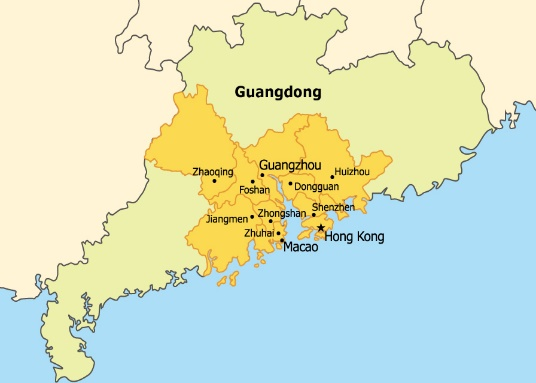 Guangdong
Zhaoqing
Guangzhou
Huizhou
Foshan
Dongguan
Jiangmen
Zhongshan
Shenzhen
Zhuhai
Hong Kong
Macao